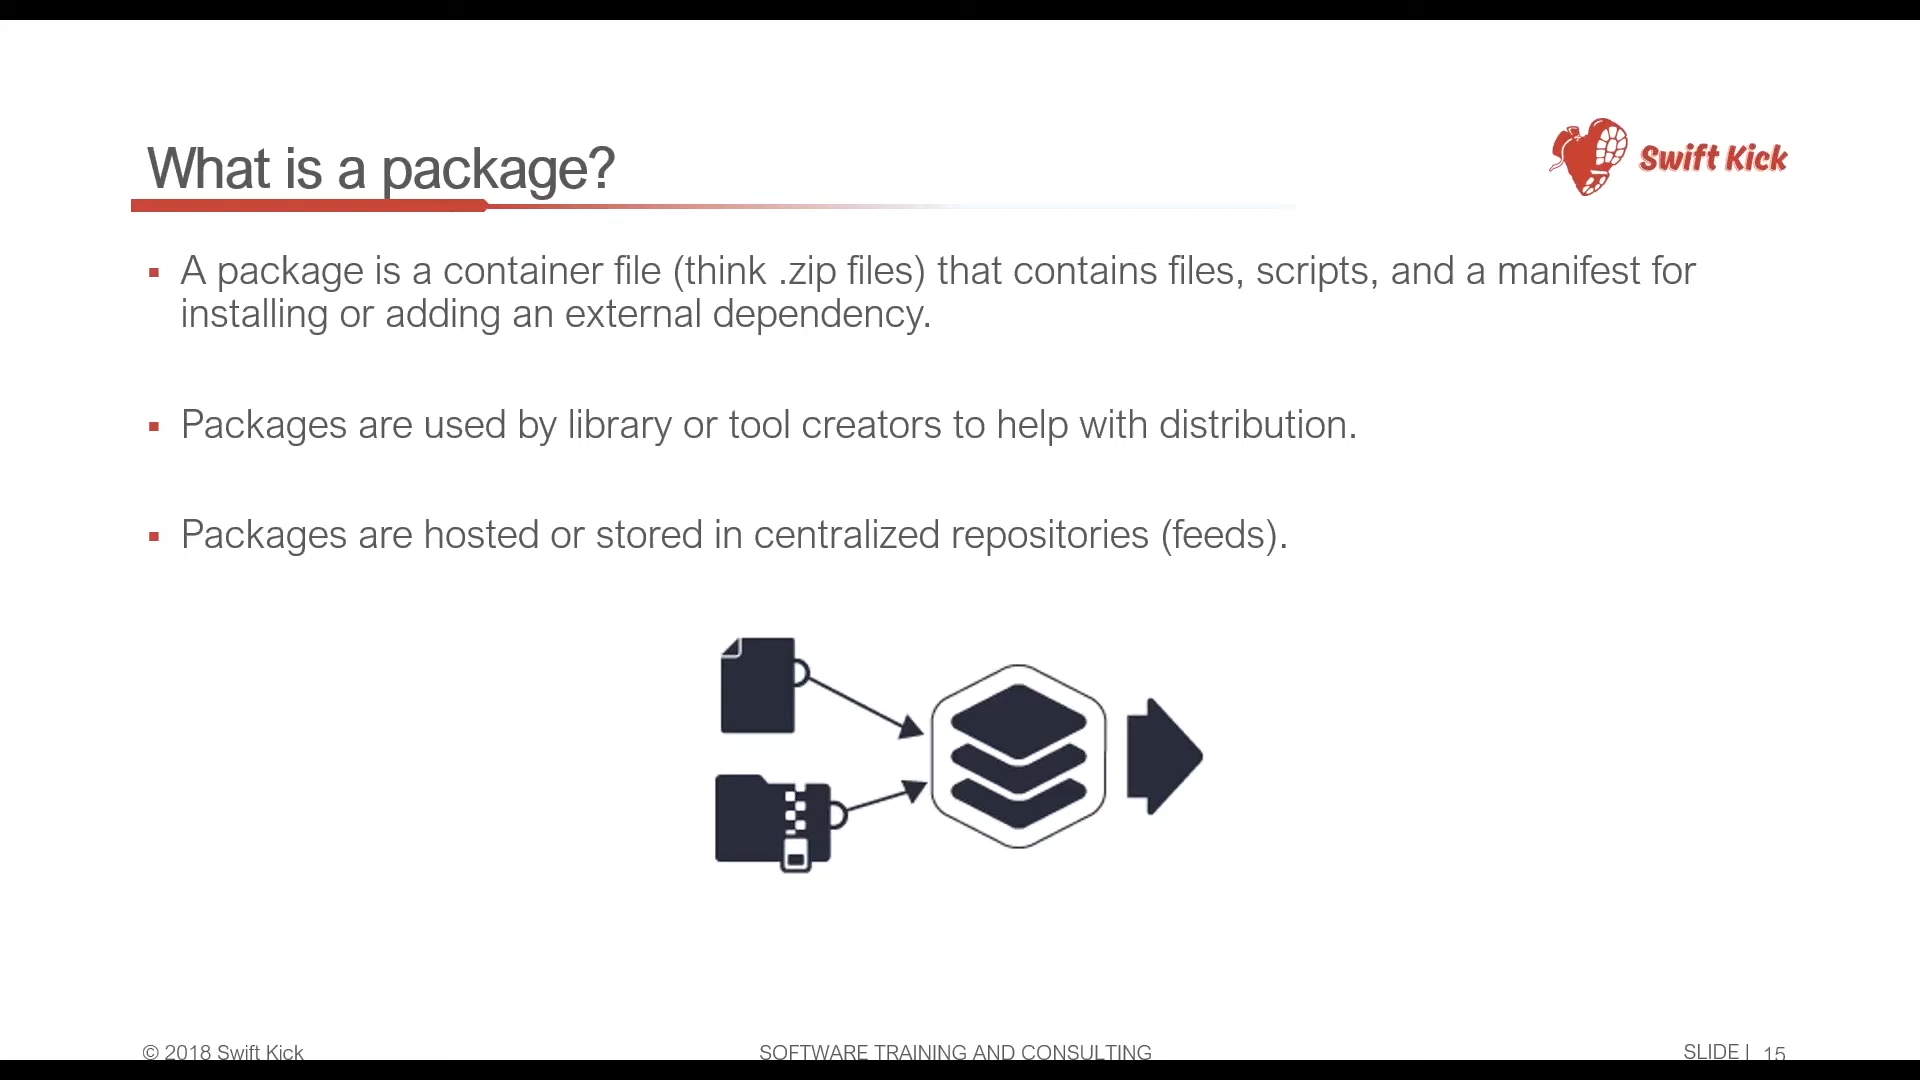 What is a package?
Swift Kick
▪ A package is a container file (think .zip files) that contains files, scripts, and a manifest for
installing or adding an external dependency.
▪ Packages are used by library or tool creators to help with distribution.
▪ Packages are hosted or stored in centralized repositories (feeds).
© 2018 Swift Kick
SOFTWARE TRAINING AND CONSULTING
SLIDE | 15